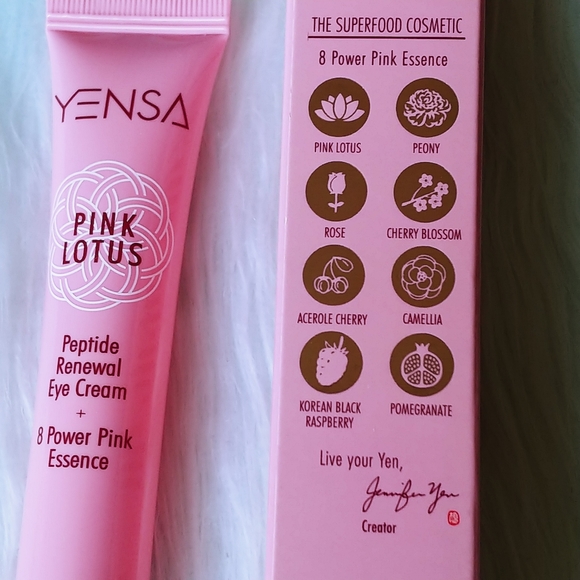 YENSA
PINK
LOTUS
Peptide
Renewal
Eye Cream
+
8 Power Pink
Essence
THE SUPERFOOD COSMETIC
8 Power Pink Essence
PINK LOTUS
PEONY
ROSE
CHERRY BLOSSOM
ACEROLE CHERRY
CAMELLIA
KOREAN BLACK
RASPBERRY
POMEGRANATE
Live your Yen,
Jennifer Yen
Creator